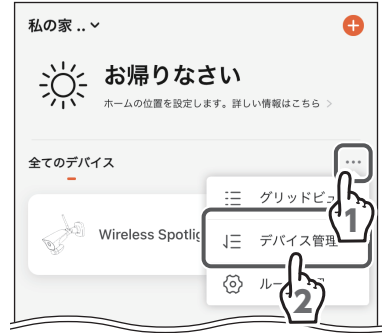 私の家 ..
お帰りなさい
ホームの位置を設定します。詳しい情報はこちら
全てのデバイス
グリッドビ
1
Wireless Spotlig
デバイス管理
ルー
2